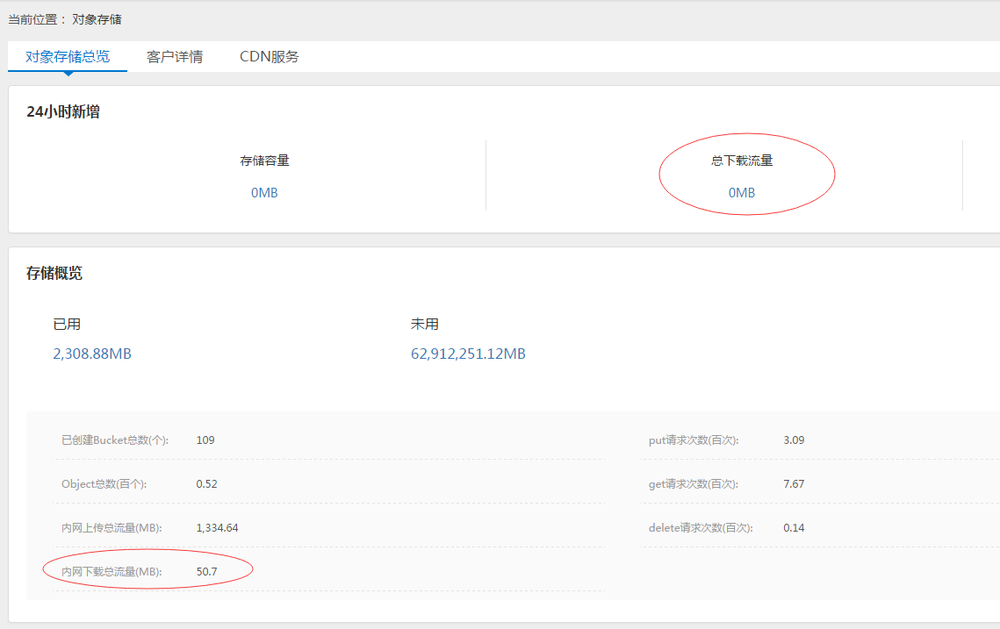 当前位置： 对象存储
对象存储总览 客户详情 CDN服务
24小时新增
存储容量 总下载流量
0MB 0MB
存储概览
已用 未用
2,308.88MB 62,912,251.12MB
已创建Bucket总数(个): 109 put请求次数(百次): 3.09
Object总数(百个): 0.52 get请求次数(百次): 7.67
内网上传总流量(MB): 1,334.64 delete请求次数(百次): 0.14
内网下载总流量(MB): 50.7